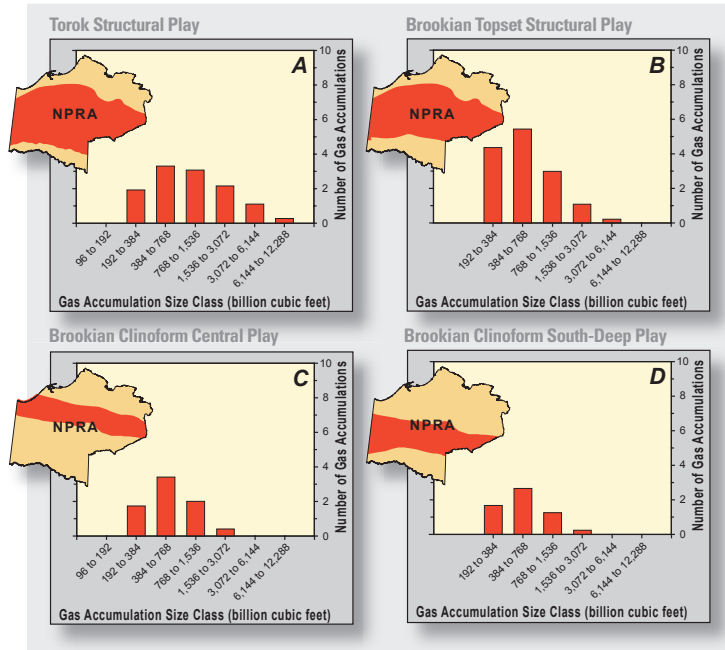 Torok Structural Play
A
NPRA
10
8
6
4
2
0
Number of Gas Accumulations
96 to 192
192 to 384
384 to 768
768 to 1,536
1,536 to 3,072
3,072 to 6,144
6,144 to 12,288
Gas Accumulation Size Class (billion cubic feet)
Brookian Topset Structural Play
B
NPRA
10
8
6
4
2
0
Number of Gas Accumulations
192 to 384
384 to 768
768 to 1,536
1,536 to 3,072
3,072 to 6,144
6,144 to 12,288
Gas Accumulation Size Class (billion cubic feet)
Brookian Clinoform Central Play
C
NPRA
10
8
6
4
2
0
Number of Gas Accumulations
96 to 192
192 to 384
384 to 768
768 to 1,536
1,536 to 3,072
3,072 to 6,144
6,144 to 12,288
Gas Accumulation Size Class (billion cubic feet)
Brookian Clinoform South-Deep Play
D
NPRA
10
8
6
4
2
0
Number of Gas Accumulations
192 to 384
384 to 768
768 to 1,536
1,536 to 3,072
3,072 to 6,144
6,144 to 12,288
Gas Accumulation Size Class (billion cubic feet)